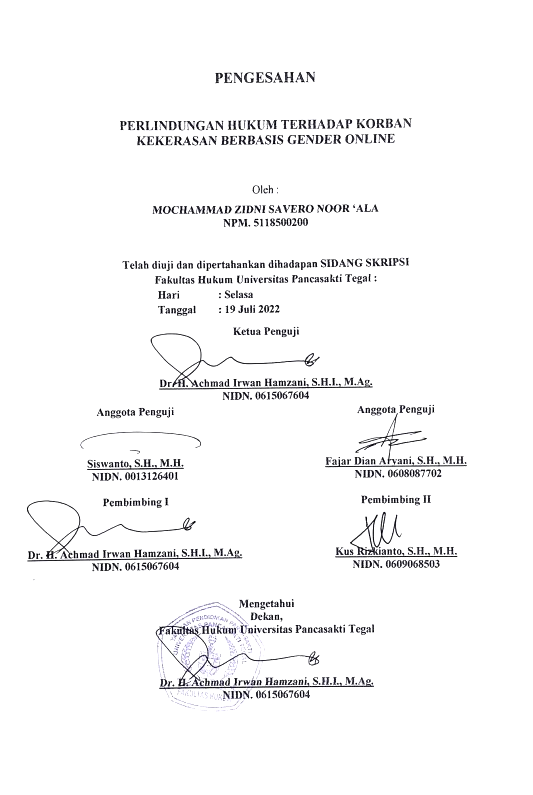 PENGESAHAN
PERLINDUNGAN HUKUM TERHADAP KORBAN
KEKERASAN BERBASIS GENDER ONLINE
Oleh :
MOCHAMMAD ZIDNI SAVERO NOOR ‘ALA
NPM. 5118500200
Telah diuji dan dipertahankan dihadapan SIDANG SKRIPSI
Fakultas Hukum Universitas Pancasakti Tegal :
Hari : Selasa
Tanggal : 19 Juli 2022
Ketua Penguji
Dr. H. Achmad Irwan Hamzani, S.H.I., M.Ag.
NIDN. 0615067604
Anggota Penguji
Siswanto, S.H., M.H.
NIDN. 0013126401
Anggota Penguji
Fajar Dian Aryani, S.H., M.H.
NIDN. 0608087702
Pembimbing I
Dr. H. Achmad Irwan Hamzani, S.H.I., M.Ag.
NIDN. 0615067604
Pembimbing II
Kus Rizkianto, S.H., M.H.
NIDN. 0609068503
Mengetahui
Dekan,
Fakultas Hukum Universitas Pancasakti Tegal
Dr. H. Achmad Irwan Hamzani, S.H.I., M.Ag.
NIDN. 0615067604